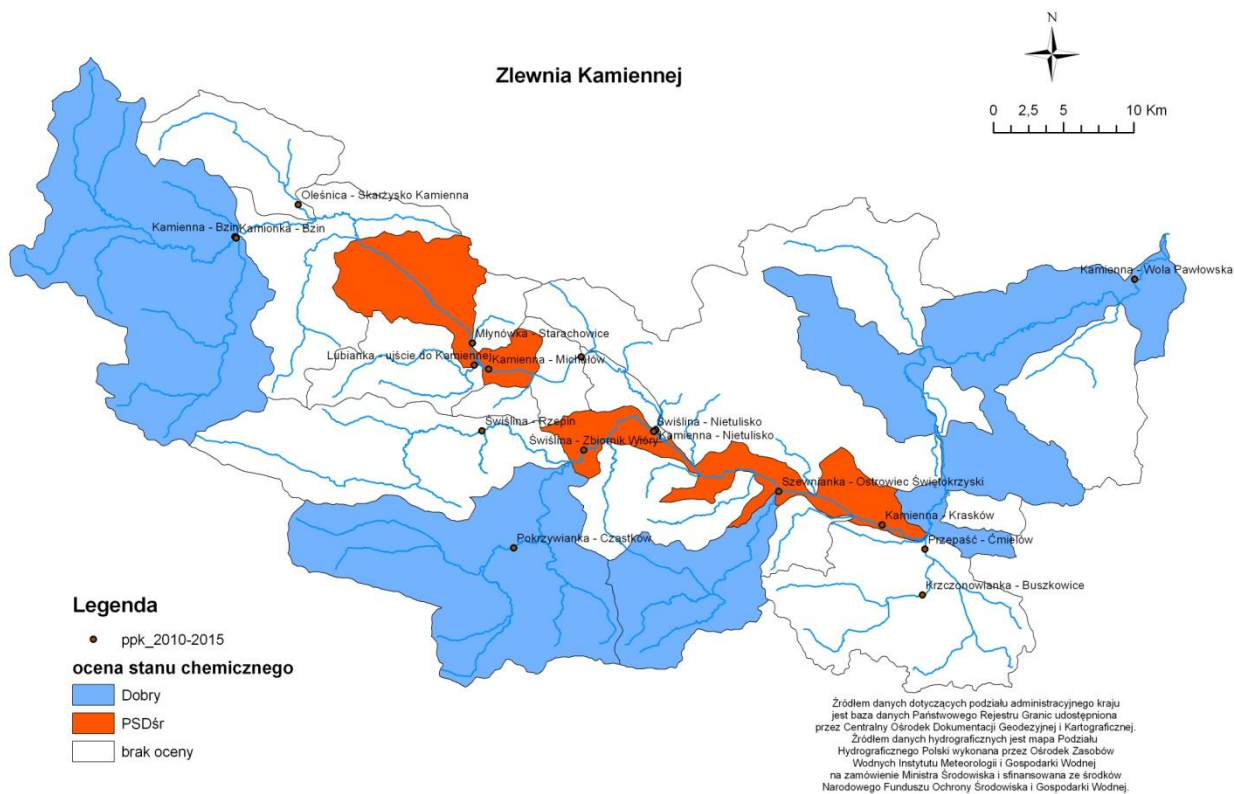 N
Zlewnia Kamiennej
0 2,5 5 10 Km
Oleśnica - Skarżysko Kamienna
Kamienna - Bzin
Kamionka - Bzin
Kamienna - Wola Pawłowska
Młynówka - Starachowice
Lubianka - ujście do Kamiennej
Kamienna - Michałów
Świślina - Rzepin
Świślina - Nietulisko
Kamienna - Nietulisko
Świślina - Zbiornik Wióry
Szewnianka - Ostrowiec Świętokrzyski
Kamienna - Krasków
Pokrzywianka - Częstków
Przepaść - Ćmielów
Krzczonowianka - Buszkowice
Legenda
ppk_2010-2015
ocena stanu chemicznego
Dobry
PSDśr
brak oceny
Źródłem danych dotyczących podziału administracyjnego kraju
jest baza danych Państwowego Rejestru Granic udostępniona
przez Centralny Ośrodek Dokumentacji Geodezyjnej i Kartograficznej.
Źródłem danych hydrograficznych jest mapa Podziału
Hydrograficznego Polski wykonana przez Ośrodek Zasobów
Wodnych Instytutu Meteorologii i Gospodarki Wodnej
na zamówienie Ministra Środowiska i sfinansowana ze środków
Narodowego Funduszu Ochrony Środowiska i Gospodarki Wodnej.